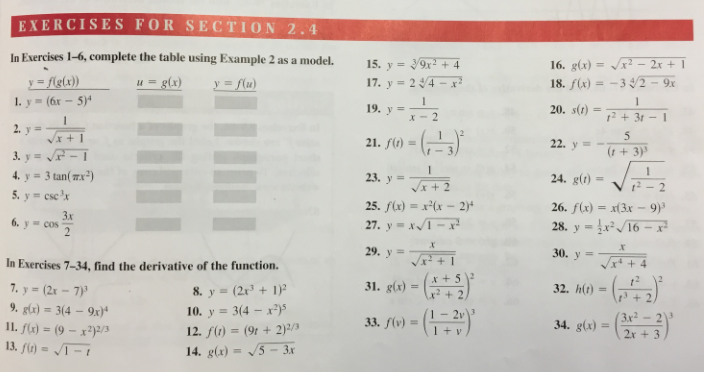 EXERCISES FOR SECTION 2.4
In Exercises 1–6, complete the table using Example 2 as a model.
y = f(g(x)) u = g(x) y = f(u)
1. y = (6x − 5)⁴
2. y = 1/√(x + 1)
3. y = √(x² − 1)
4. y = 3 tan(πx²)
5. y = csc³x
6. y = cos 3x/2
In Exercises 7–34, find the derivative of the function.
7. y = (2x − 7)³ 8. y = (2x³ + 1)²
9. g(x) = 3(4 − 9x)⁴ 10. y = 3(4 − x²)⁵
11. f(x) = (9 − x²)^(2/3) 12. f(t) = (9t + 2)^(2/3)
13. f(t) = √(1 − t) 14. g(x) = √(5 − 3x)
15. y = ∛(9x² + 4) 16. g(x) = √(x² − 2x + 1)
17. y = 2 ∜(4 − x²) 18. f(x) = −3 ∜(2 − 9x)
19. y = 1/(x − 2) 20. s(t) = 1/(t² + 3t − 1)
21. f(t) = (1/(t − 3))² 22. y = −5/(t + 3)³
23. y = 1/√(x + 2) 24. g(t) = √(1/(t² − 2))
25. f(x) = x²(x − 2)⁴ 26. f(x) = x(3x − 9)³
27. y = x√(1 − x²) 28. y = ½x²√(16 − x²)
29. y = x/√(x² + 1) 30. y = x/√(x⁴ + 4)
31. g(x) = ((x + 5)/(x² + 2))² 32. h(t) = (t²/(t³ + 2))²
33. f(v) = ((1 − 2v)/(1 + v))³ 34. g(x) = ((3x² − 2)/(2x + 3))³